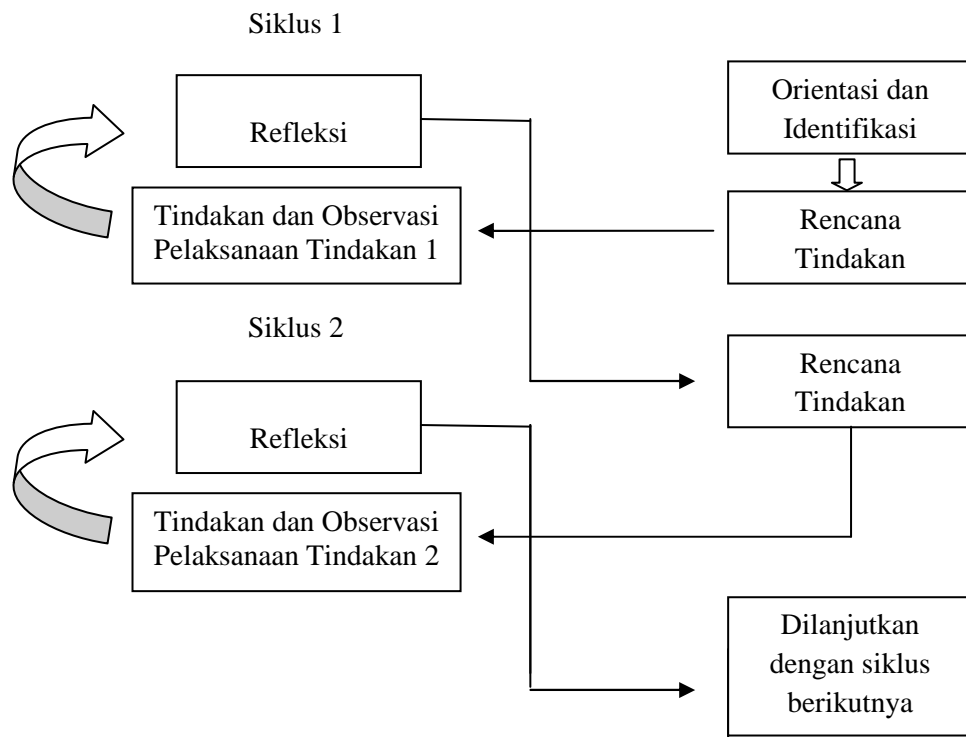 Siklus 1
Refleksi
Orientasi dan
Identifikasi
Tindakan dan Observasi
Pelaksanaan Tindakan 1
Rencana
Tindakan
Siklus 2
Refleksi
Rencana
Tindakan
Tindakan dan Observasi
Pelaksanaan Tindakan 2
Dilanjutkan
dengan siklus
berikutnya